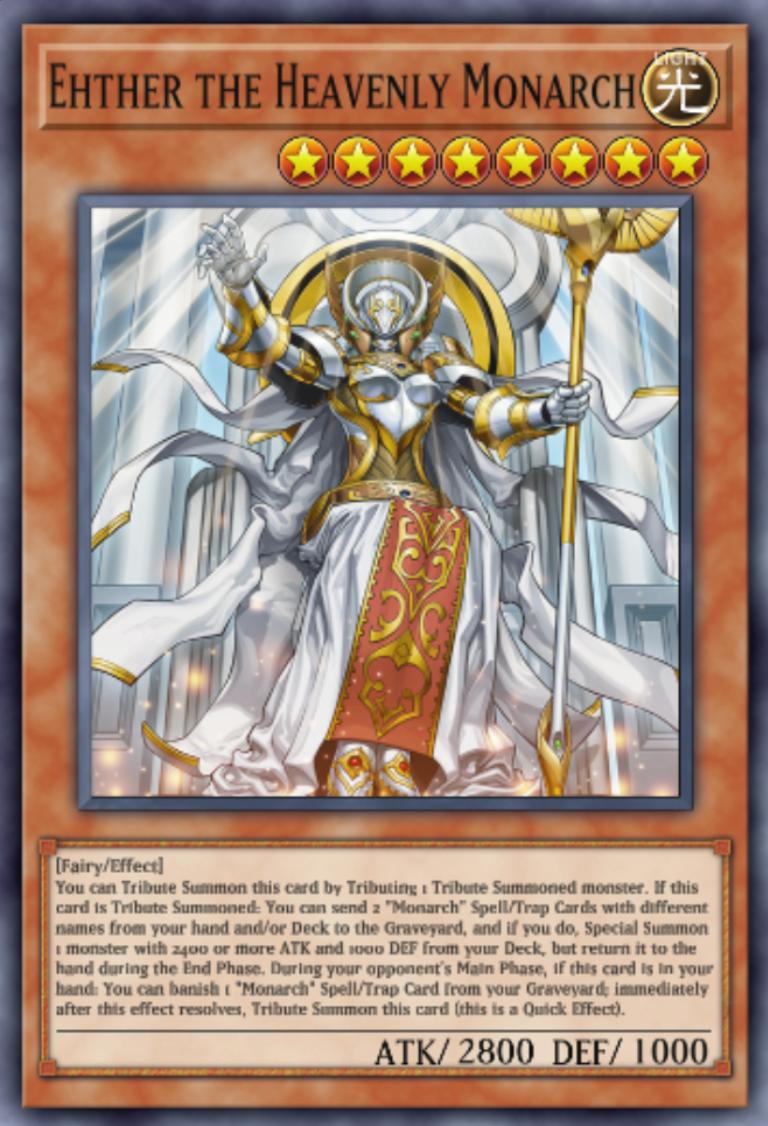 EHTHER THE HEAVENLY MONARCH
LIGHT
光
[Fairy/Effect]
You can Tribute Summon this card by Tributing 1 Tribute Summoned monster. If this
card is Tribute Summoned: You can send 2 "Monarch" Spell/Trap Cards with different
names from your hand and/or Deck to the Graveyard, and if you do, Special Summon
1 monster with 2400 or more ATK and 1000 DEF from your Deck, but return it to the
hand during the End Phase. During your opponent's Main Phase, if this card is in your
hand: You can banish 1 "Monarch" Spell/Trap Card from your Graveyard; immediately
after this effect resolves, Tribute Summon this card (this is a Quick Effect).
ATK/ 2800 DEF/ 1000